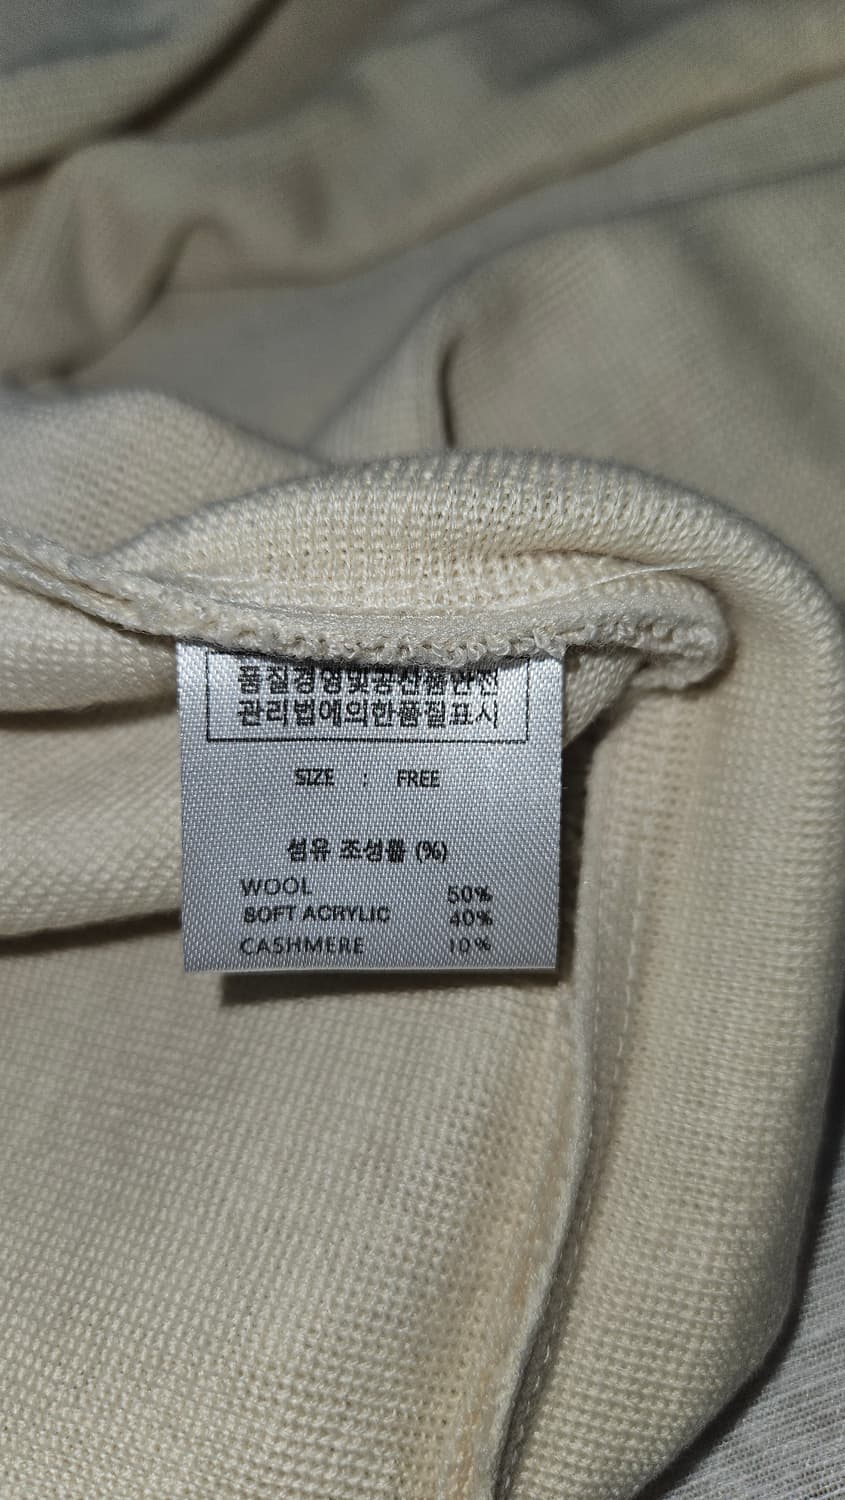 품질경영및공산품안전
관리법에의한품질표시
SIZE : FREE
섬유 조성률 (%)
WOOL 50%
SOFT ACRYLIC 40%
CASHMERE 10%